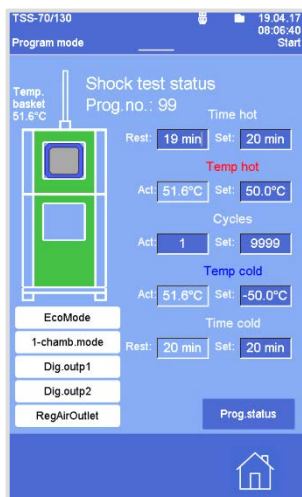 TSS-70/130
19.04.17
08:06:40
Program mode
Start
Shock test status
Temp.
basket
51.6°C
Prog.no.: 99
Time hot
Rest: 19 min Set: 20 min
Temp hot
Act: 51.6°C Set: 50.0°C
Cycles
Act: 1 Set: 9999
Temp cold
Act: 51.6°C Set: -50.0°C
Time cold
Rest: 20 min Set: 20 min
EcoMode
1-chamb.mode
Dig.outp1
Dig.outp2
RegAirOutlet
Prog.status